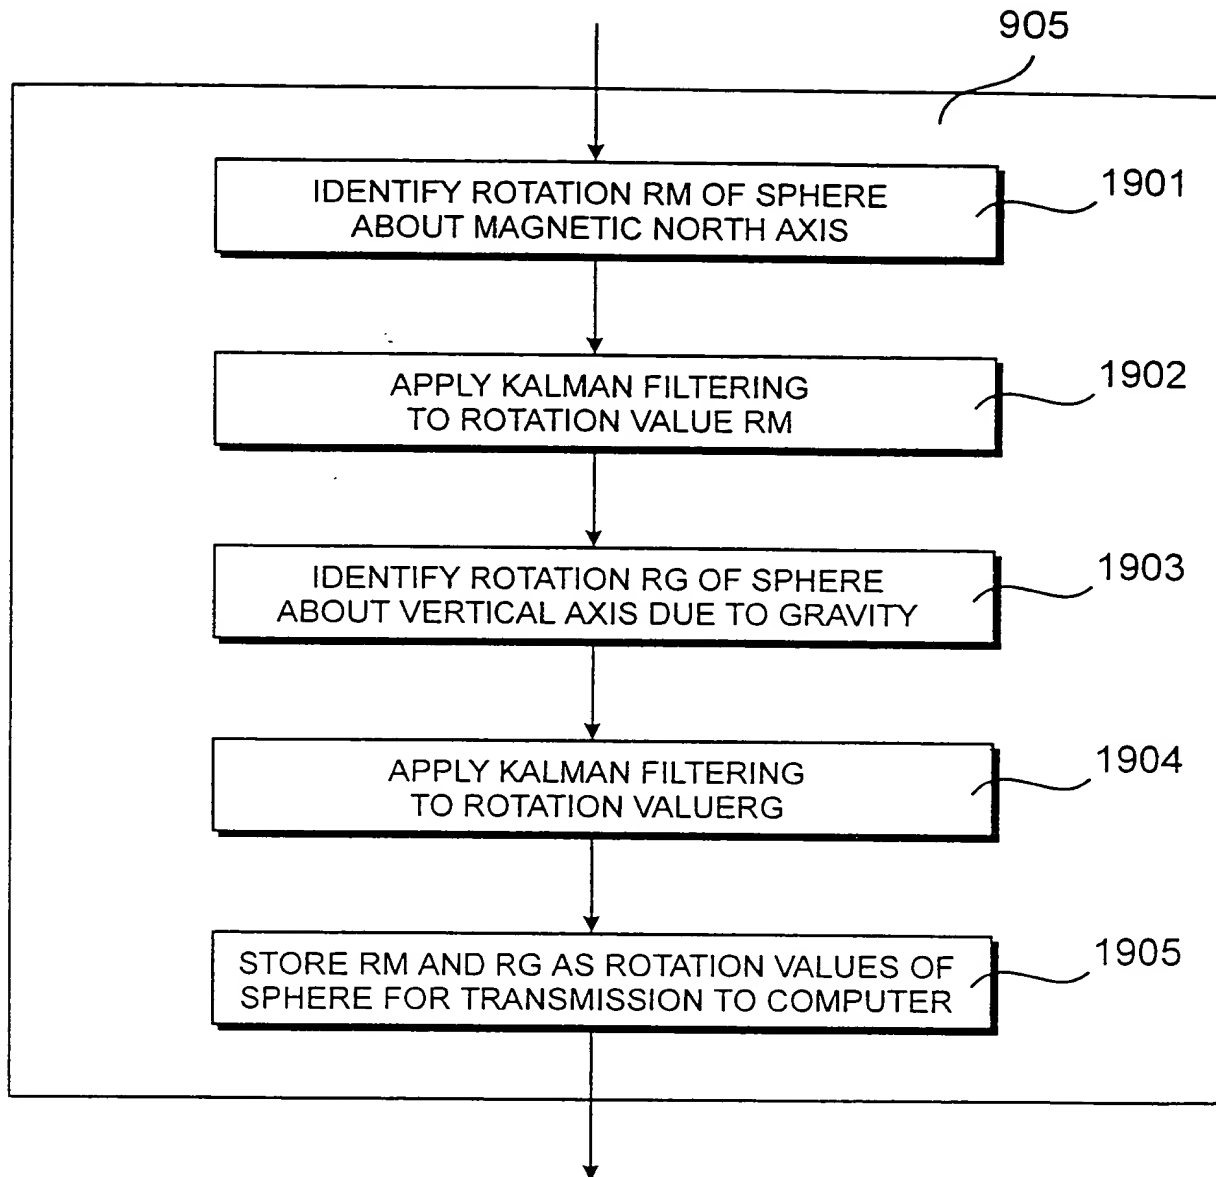 905
IDENTIFY ROTATION RM OF SPHERE
ABOUT MAGNETIC NORTH AXIS
1901
APPLY KALMAN FILTERING
TO ROTATION VALUE RM
1902
IDENTIFY ROTATION RG OF SPHERE
ABOUT VERTICAL AXIS DUE TO GRAVITY
1903
APPLY KALMAN FILTERING
TO ROTATION VALUERG
1904
STORE RM AND RG AS ROTATION VALUES OF
SPHERE FOR TRANSMISSION TO COMPUTER
1905